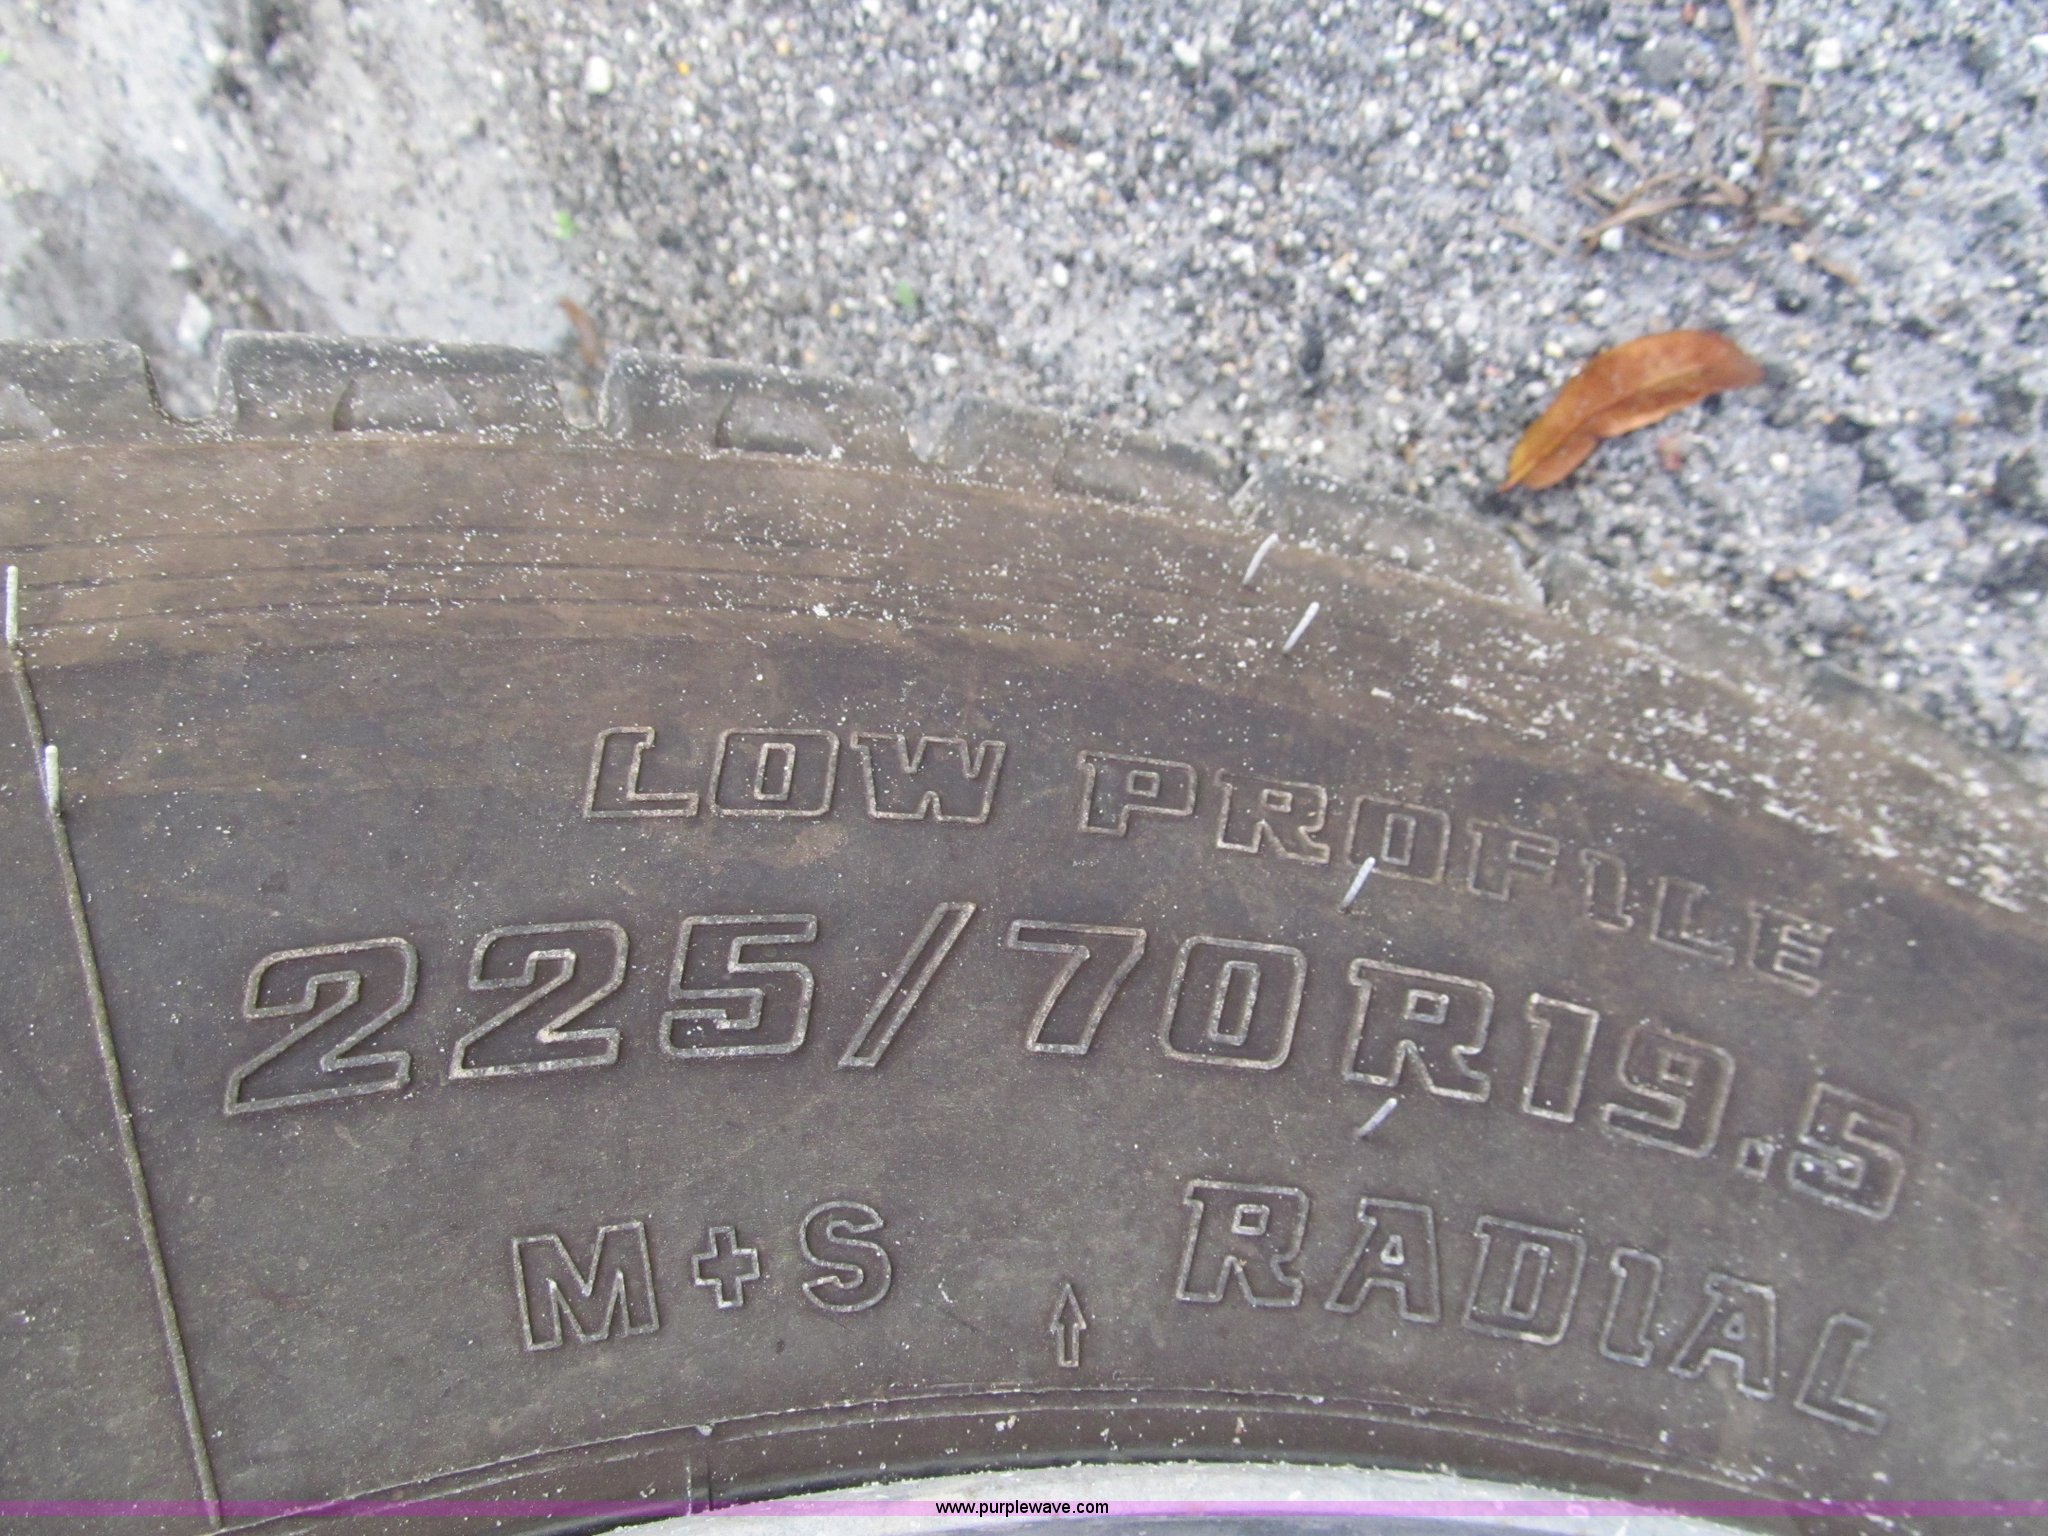 LOW PROFILE
225/70R19.5
M+S RADIAL
www.purplewave.com